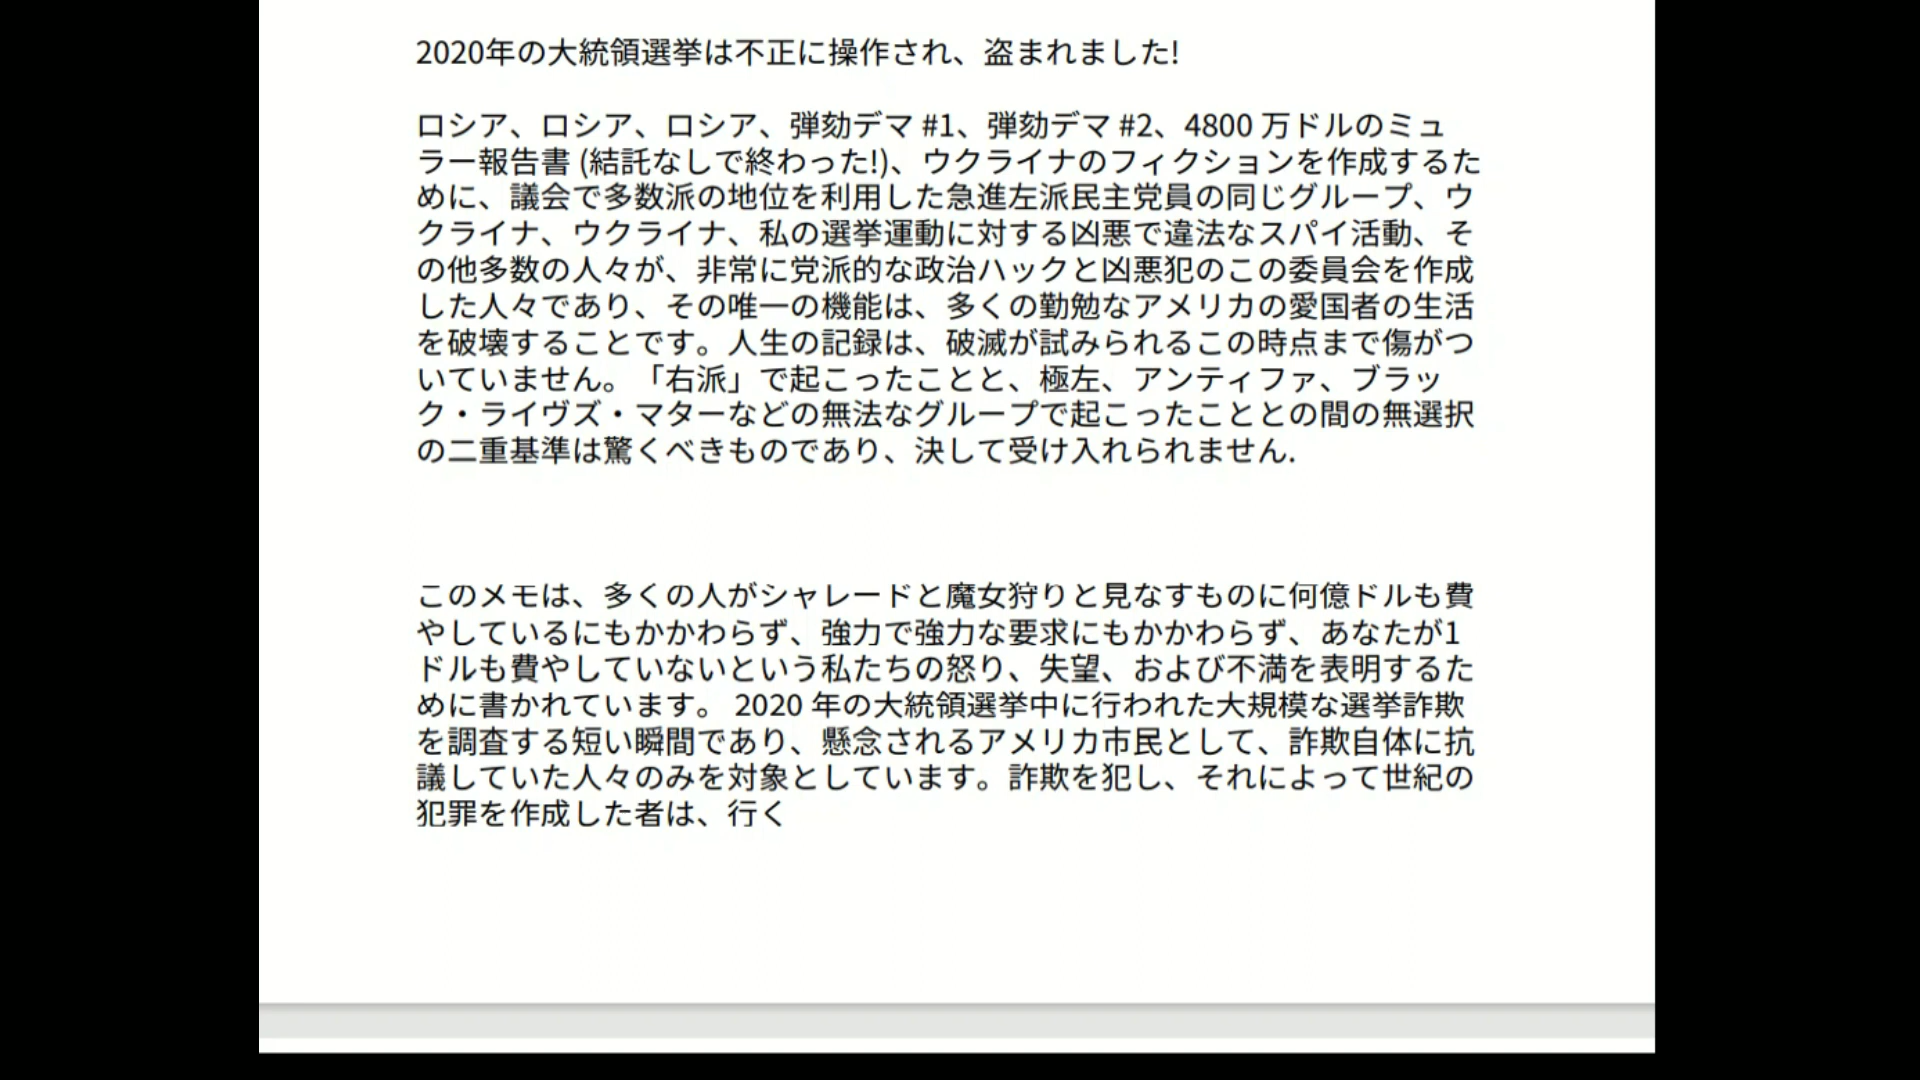 2020年の大統領選挙は不正に操作され、盗まれました!
ロシア、ロシア、ロシア、弾劾デマ #1、弾劾デマ #2、4800 万ドルのミュ
ラー報告書 (結託なしで終わった!)、ウクライナのフィクションを作成するた
めに、議会で多数派の地位を利用した急進左派民主党員の同じグループ、ウ
クライナ、ウクライナ、私の選挙運動に対する凶悪で違法なスパイ活動、そ
の他多数の人々が、非常に党派的な政治ハックと凶悪犯のこの委員会を作成
した人々であり、その唯一の機能は、多くの勤勉なアメリカの愛国者の生活
を破壊することです。人生の記録は、破滅が試みられるこの時点まで傷がつ
いていません。「右派」で起こったことと、極左、アンティファ、ブラッ
ク・ライヴズ・マターなどの無法なグループで起こったこととの間の無選択
の二重基準は驚くべきものであり、決して受け入れられません.
このメモは、多くの人がシャレードと魔女狩りと見なすものに何億ドルも費
やしているにもかかわらず、強力で強力な要求にもかかわらず、あなたが1
ドルも費やしていないという私たちの怒り、失望、および不満を表明するた
めに書かれています。 2020 年の大統領選挙中に行われた大規模な選挙詐欺
を調査する短い瞬間であり、懸念されるアメリカ市民として、詐欺自体に抗
議していた人々のみを対象としています。詐欺を犯し、それによって世紀の
犯罪を作成した者は、行く